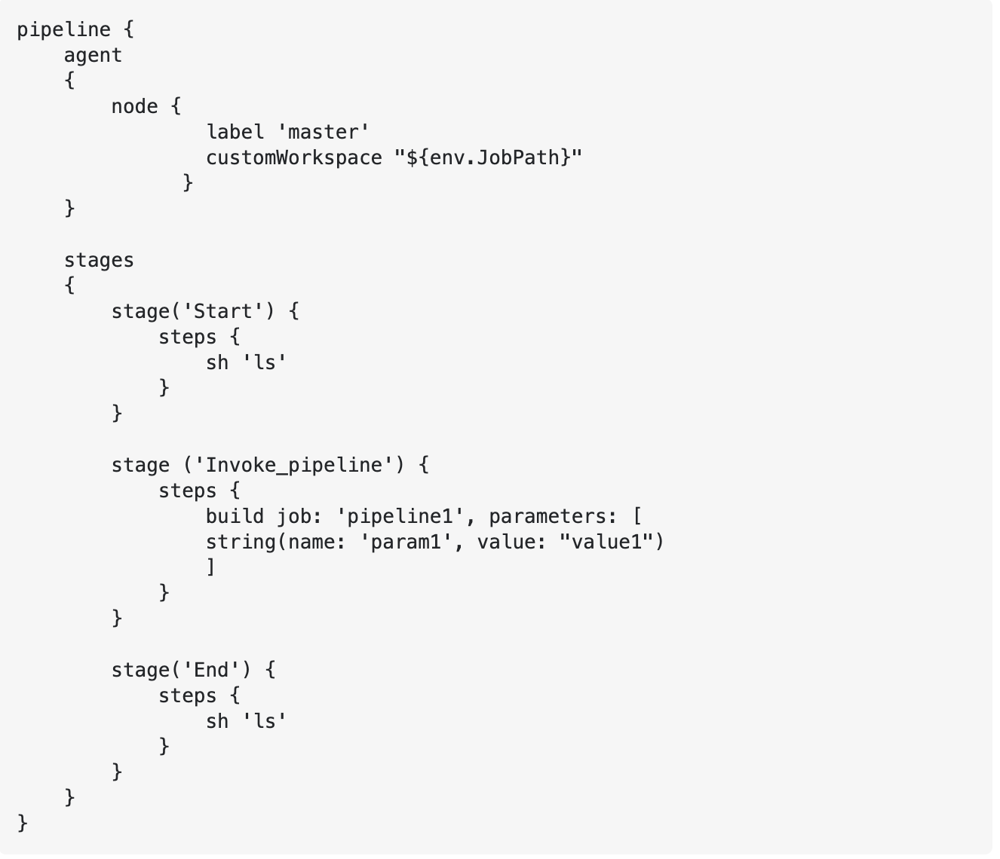 pipeline {
    agent
    {
        node {
                label 'master'
                customWorkspace "${env.JobPath}"
              }
    }

    stages
    {
        stage('Start') {
            steps {
                sh 'ls'
            }
        }

        stage ('Invoke_pipeline') {
            steps {
                build job: 'pipeline1', parameters: [
                string(name: 'param1', value: "value1")
                ]
            }
        }

        stage('End') {
            steps {
                sh 'ls'
            }
        }
    }
}